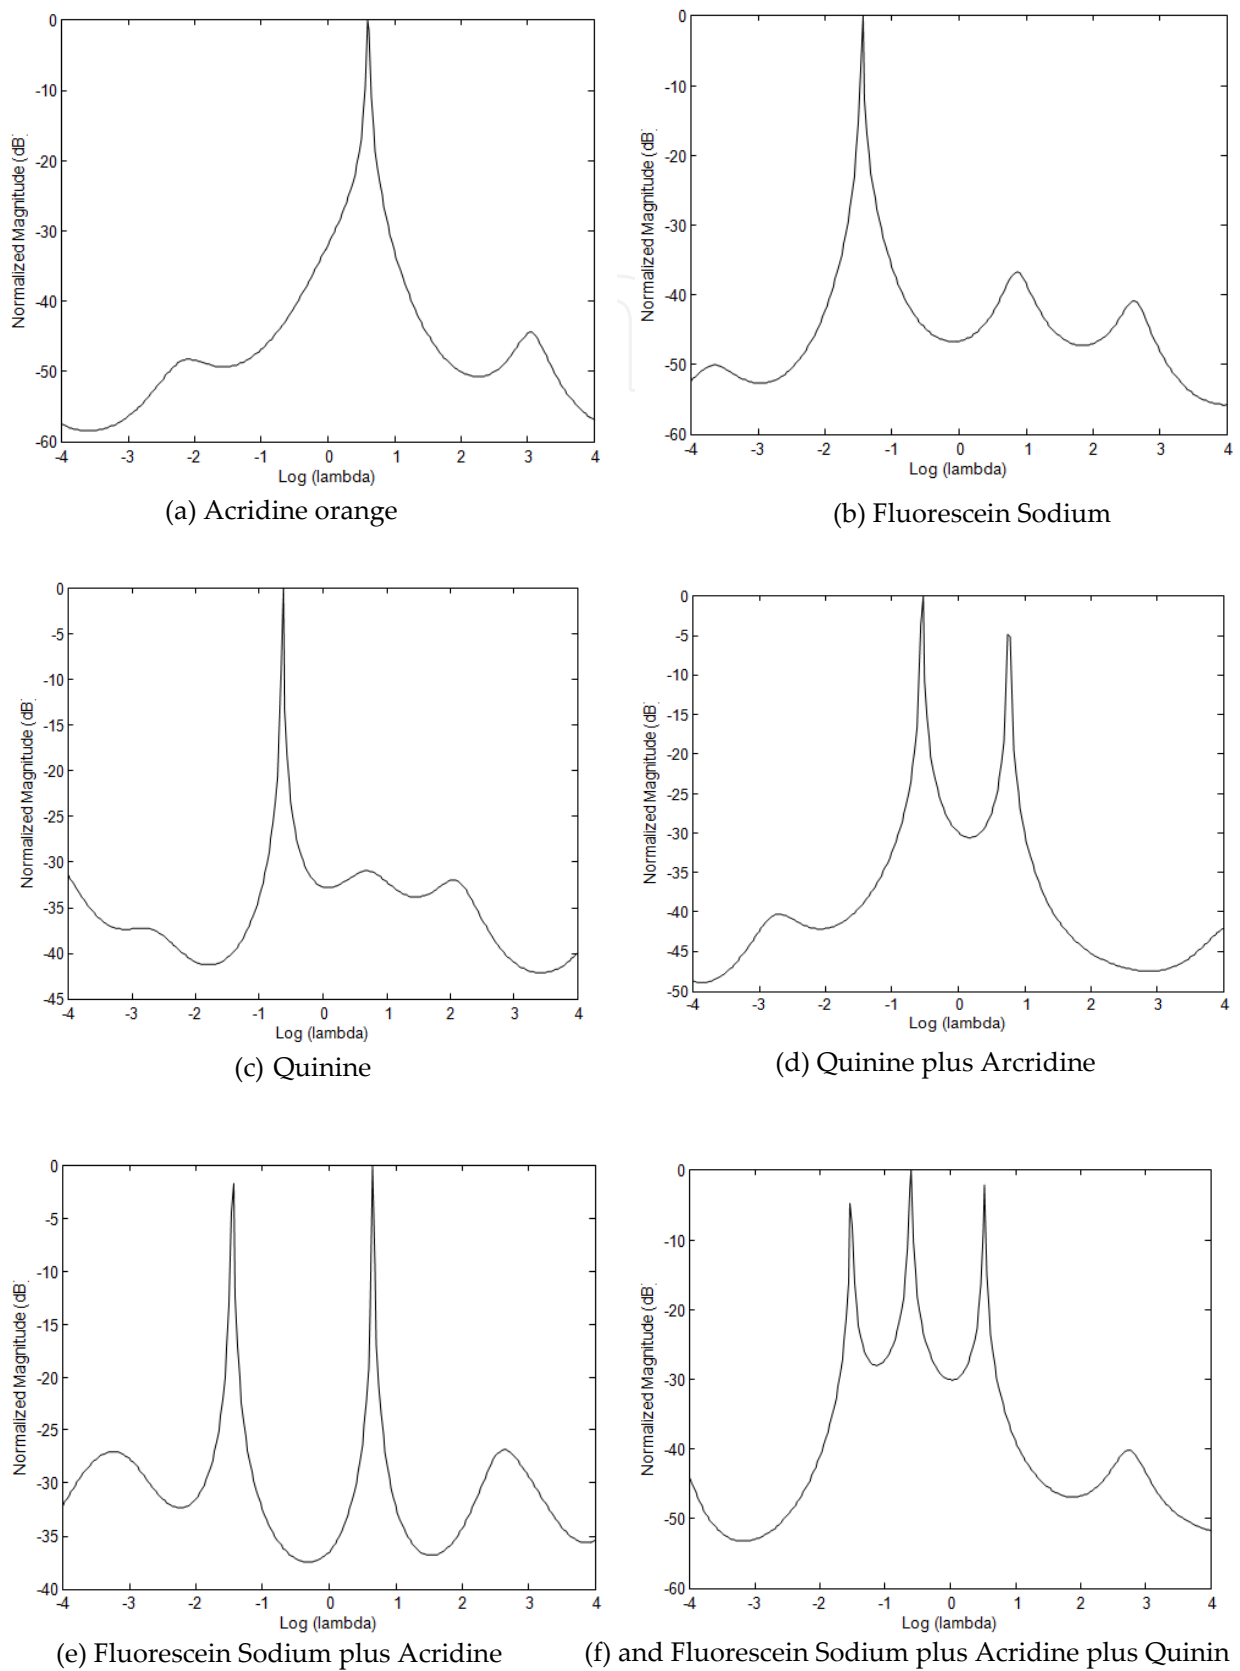 0
-10
-20
-30
-40
-50
-60
-4 -3 -2 -1 0 1 2 3 4
Normalized Magnitude (dB)
Log (lambda)
(a) Acridine orange
0
-10
-20
-30
-40
-50
-60
-4 -3 -2 -1 0 1 2 3 4
Normalized Magnitude (dB)
Log (lambda)
(b) Fluorescein Sodium
0
-5
-10
-15
-20
-25
-30
-35
-40
-45
-4 -3 -2 -1 0 1 2 3 4
Normalized Magnitude (dB)
Log (lambda)
(c) Quinine
0
-5
-10
-15
-20
-25
-30
-35
-40
-45
-50
-4 -3 -2 -1 0 1 2 3 4
Normalized Magnitude (dB)
Log (lambda)
(d) Quinine plus Arcridine
0
-5
-10
-15
-20
-25
-30
-35
-40
-4 -3 -2 -1 0 1 2 3 4
Normalized Magnitude (dB)
Log (lambda)
(e) Fluorescein Sodium plus Acridine
0
-10
-20
-30
-40
-50
-60
-4 -3 -2 -1 0 1 2 3 4
Normalized Magnitude (dB)
Log (lambda)
(f) and Fluorescein Sodium plus Acridine plus Quinin